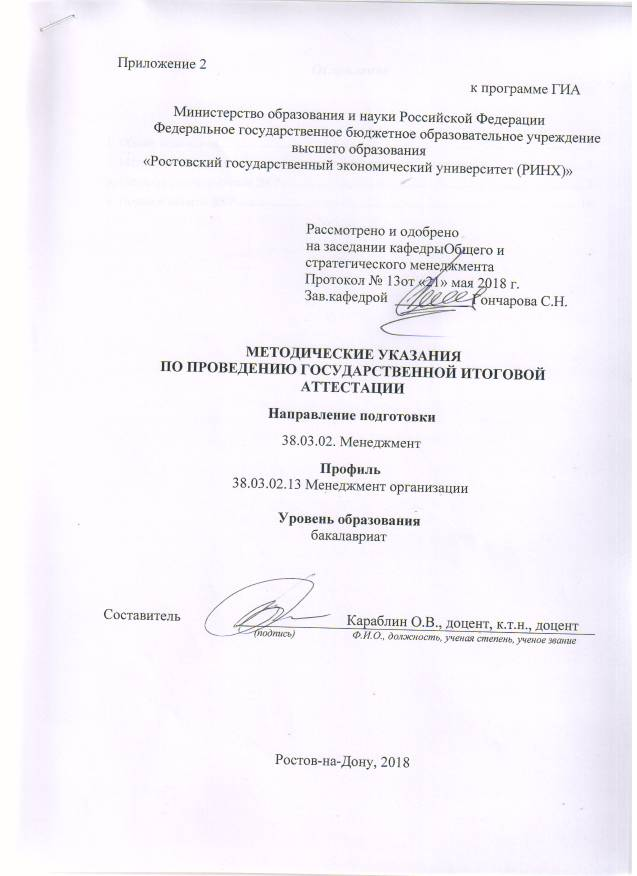 Приложение 2
к программе ГИА
Министерство образования и науки Российской Федерации
Федеральное государственное бюджетное образовательное учреждение
высшего образования
«Ростовский государственный экономический университет (РИНХ)»
Рассмотрено и одобрено
на заседании кафедрыОбщего и
стратегического менеджмента
Протокол № 13от «21» мая 2018 г.
Зав.кафедрой Гончарова С.Н.
МЕТОДИЧЕСКИЕ УКАЗАНИЯ
ПО ПРОВЕДЕНИЮ ГОСУДАРСТВЕННОЙ ИТОГОВОЙ
АТТЕСТАЦИИ
Направление подготовки
38.03.02. Менеджмент
Профиль
38.03.02.13 Менеджмент организации
Уровень образования
бакалавриат
Составитель Караблин О.В., доцент, к.т.н., доцент
(подпись) Ф.И.О., должность, ученая степень, ученое звание
Ростов-на-Дону, 2018